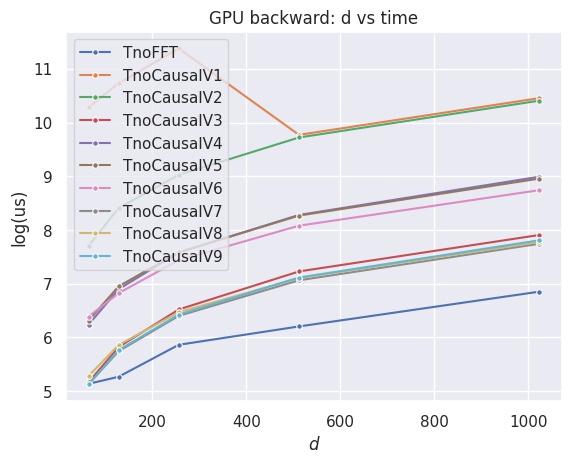 GPU backward: d vs time
log(us)
11
10
9
8
7
6
5
TnoFFT
TnoCausalV1
TnoCausalV2
TnoCausalV3
TnoCausalV4
TnoCausalV5
TnoCausalV6
TnoCausalV7
TnoCausalV8
TnoCausalV9
200
400
600
800
1000
d